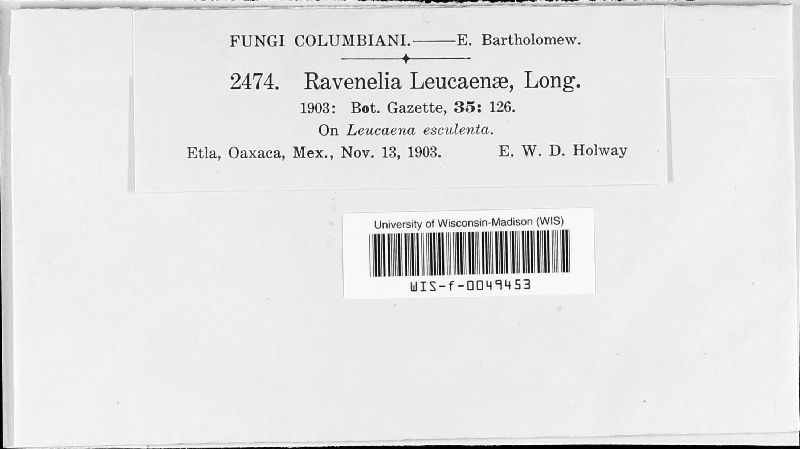 FUNGI COLUMBIANI.——E. Bartholomew.
2474. Ravenelia Leucaenæ, Long.
1903: Bot. Gazette, 35: 126.
On Leucaena esculenta.
Etla, Oaxaca, Mex., Nov. 13, 1903. E. W. D. Holway
University of Wisconsin-Madison (WIS)
WIS-f-0049453